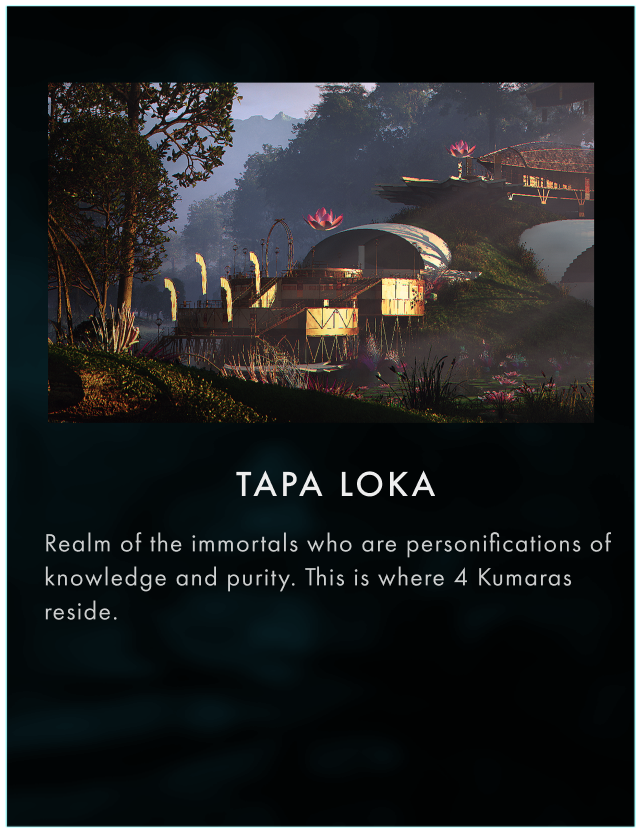 TAPA LOKA
Realm of the immortals who are personifications of
knowledge and purity. This is where 4 Kumaras
reside.